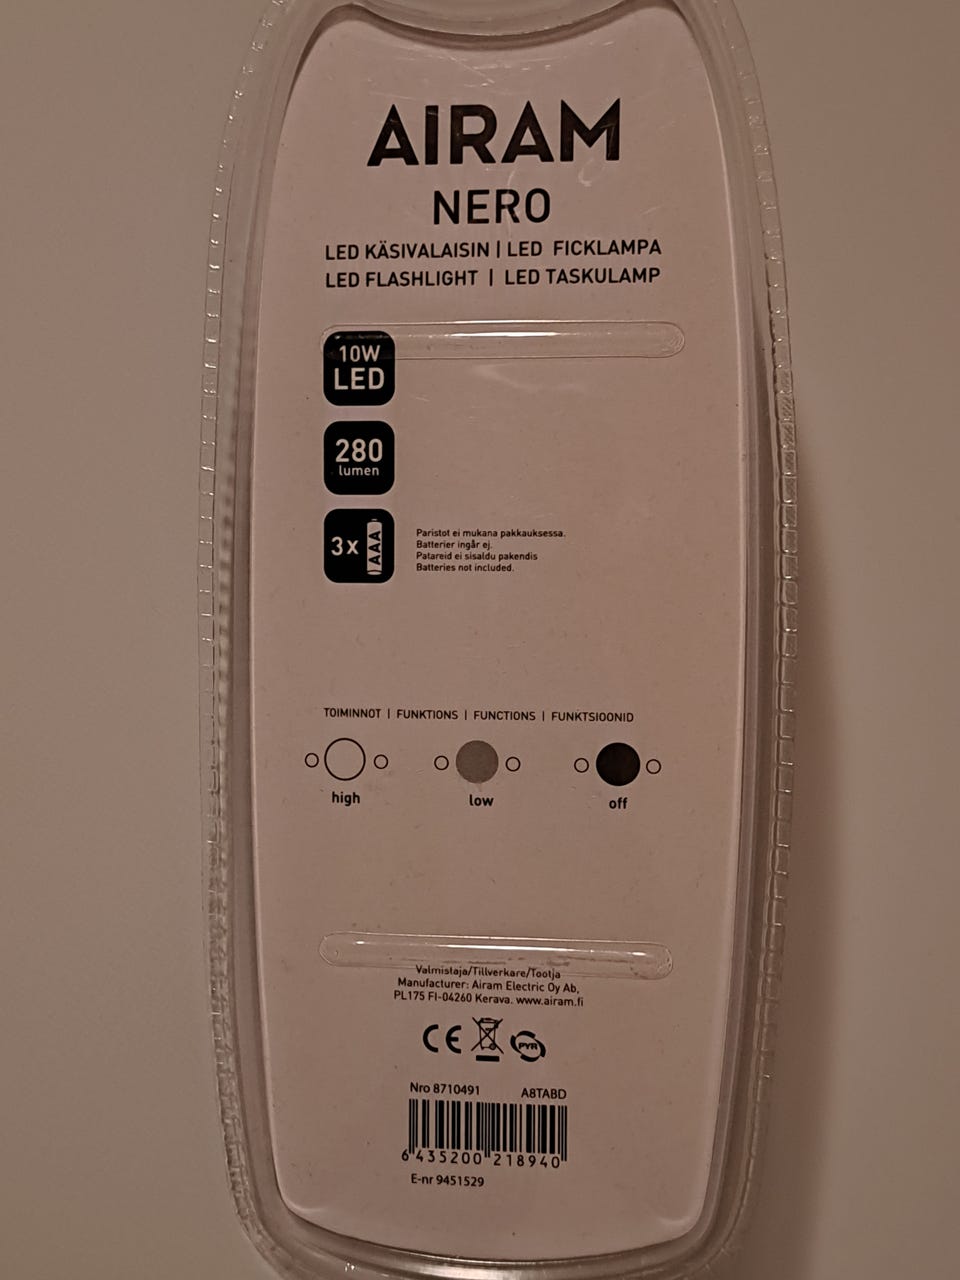 AIRAM
NERO
LED KÄSIVALAISIN | LED FICKLAMPA
LED FLASHLIGHT | LED TASKULAMP
10W
LED
280
lumen
3x AAA
Paristot ei mukana pakkauksessa.
Batterier ingår ej.
Patareid ei sisaldu pakendis
Batteries not included.
TOIMINNOT | FUNKTIONS | FUNCTIONS | FUNKTSIOONID
high low off
Valmistaja/Tillverkare/Tootja
Manufacturer: Airam Electric Oy Ab,
PL175 FI-04260 Kerava. www.airam.fi
CE PYR
Nro 8710491 A8TABD
6 435200 218940
E-nr 9451529